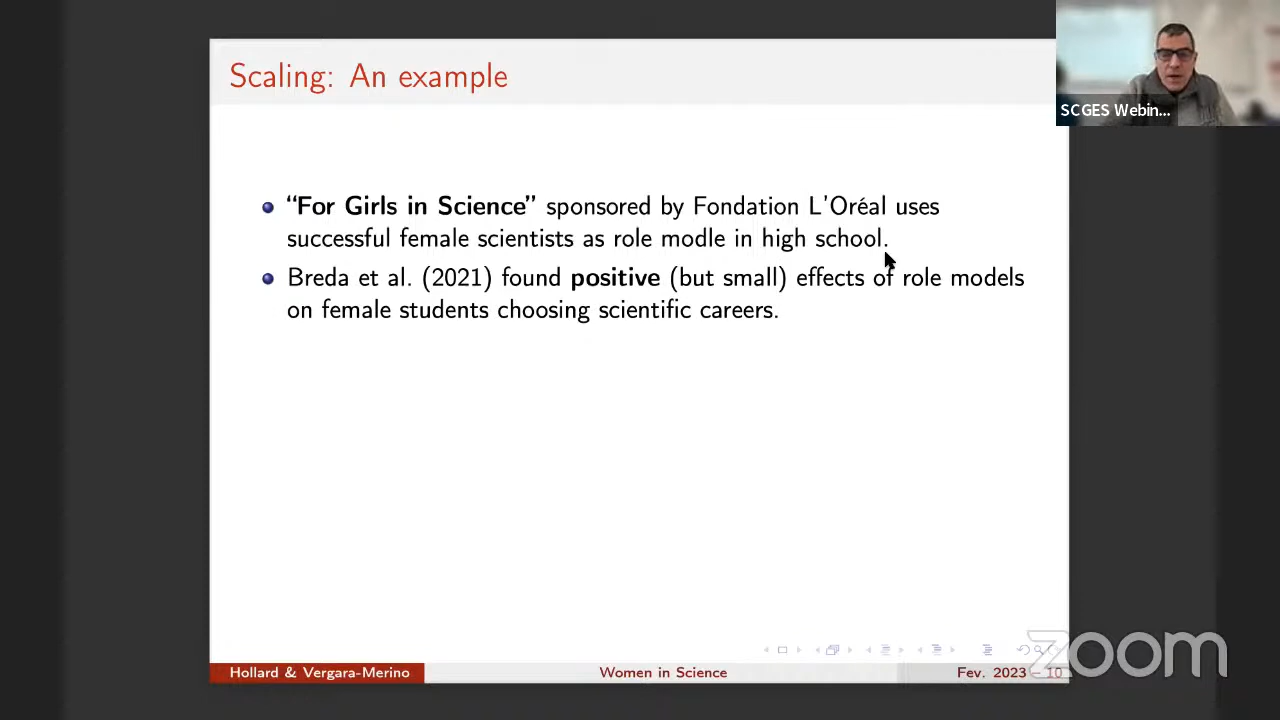 Scaling: An example
SCGES Webin...
“For Girls in Science” sponsored by Fondation L'Oréal uses
successful female scientists as role modle in high school.
Breda et al. (2021) found positive (but small) effects of role models
on female students choosing scientific careers.
zoom
Hollard & Vergara-Merino
Women in Science
Fev. 2023 – 10